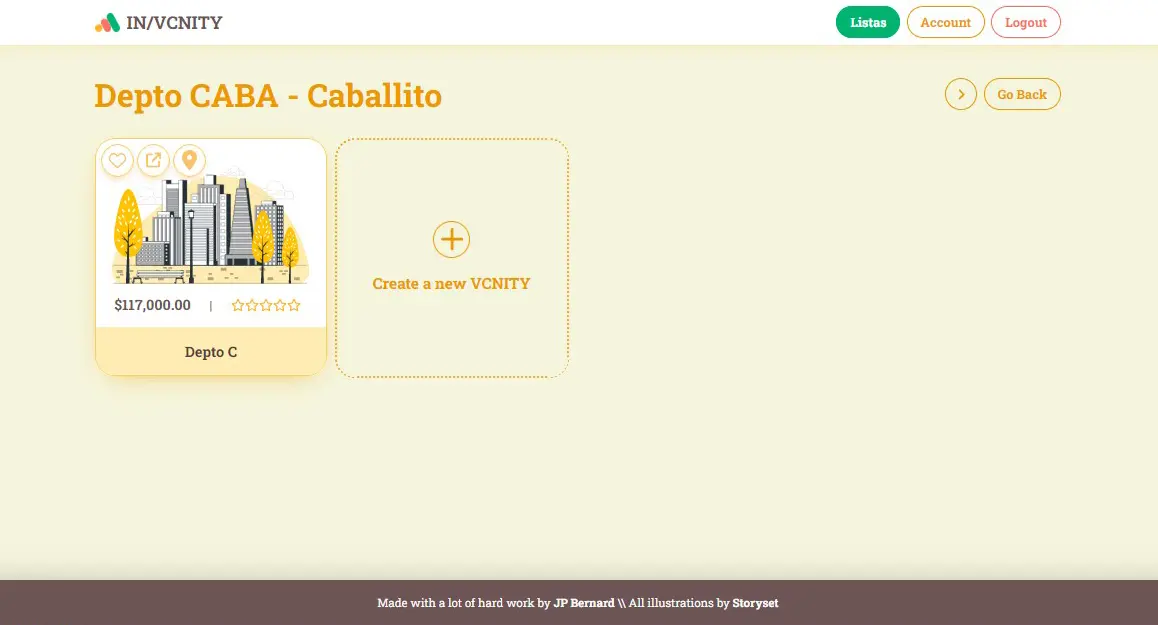 IN/VCNITY
Listas
Account
Logout
Depto CABA - Caballito
Go Back
$117,000.00 |
Depto C
Create a new VCNITY
Made with a lot of hard work by JP Bernard \\ All illustrations by Storyset